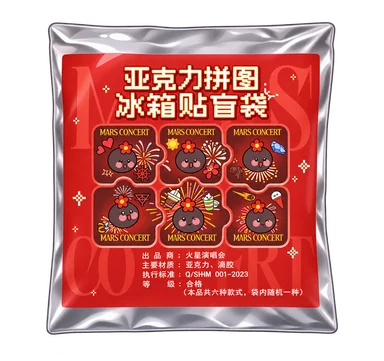 亚克力拼图
冰箱贴盲袋
MARS CONCERT
MARS CONCERT
MARS CONCERT
MARS CONCERT
MARS CONCERT
MARS CONCERT
MARS
CONCERT
出 品 商：火星演唱会
主要材质：亚克力、滴胶
执行标准：Q/SHM 001-2023
等 级：合格
（本品共六种款式，袋内随机一种）